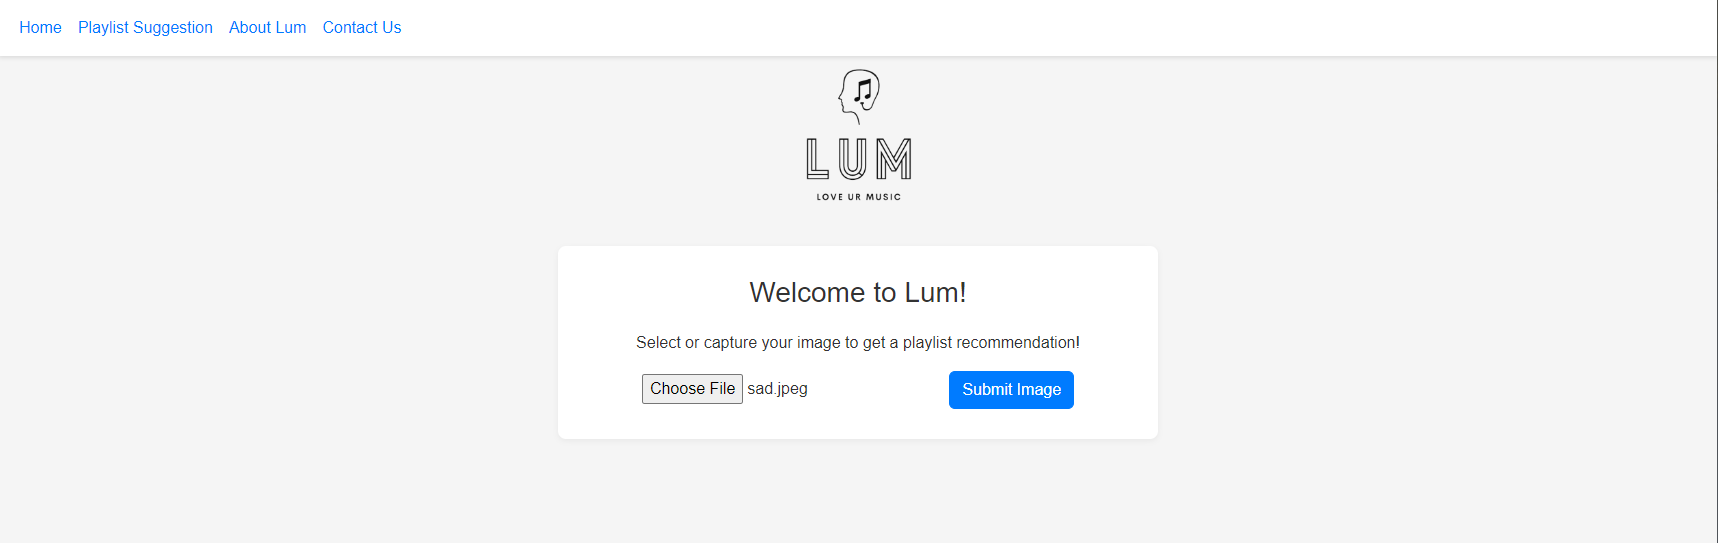 Home Playlist Suggestion About Lum Contact Us
LUM
LOVE UR MUSIC
Welcome to Lum!
Select or capture your image to get a playlist recommendation!
Choose File sad.jpeg Submit Image